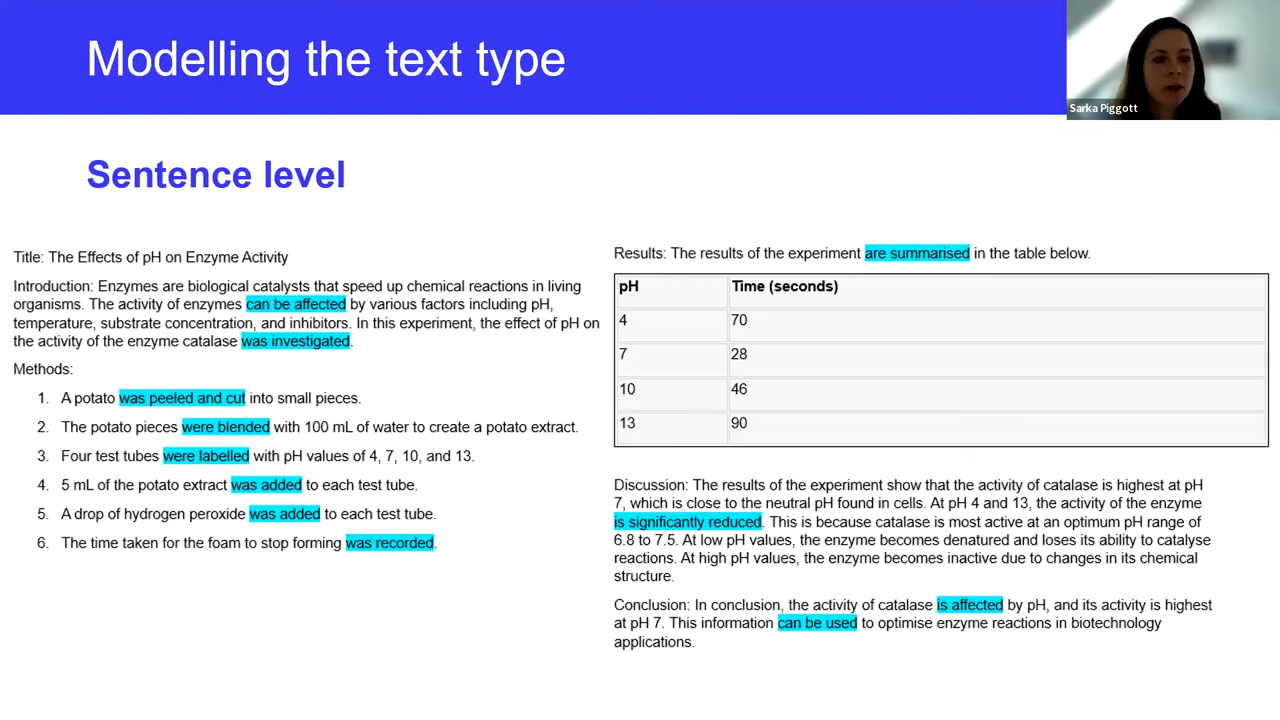 Modelling the text type
Sarka Piggott
Sentence level
Title: The Effects of pH on Enzyme Activity
Introduction: Enzymes are biological catalysts that speed up chemical reactions in living
organisms. The activity of enzymes can be affected by various factors including pH,
temperature, substrate concentration, and inhibitors. In this experiment, the effect of pH on
the activity of the enzyme catalase was investigated.
Methods:
1. A potato was peeled and cut into small pieces.
2. The potato pieces were blended with 100 mL of water to create a potato extract.
3. Four test tubes were labelled with pH values of 4, 7, 10, and 13.
4. 5 mL of the potato extract was added to each test tube.
5. A drop of hydrogen peroxide was added to each test tube.
6. The time taken for the foam to stop forming was recorded.
Results: The results of the experiment are summarised in the table below.
pH Time (seconds)
4 70
7 28
10 46
13 90
Discussion: The results of the experiment show that the activity of catalase is highest at pH
7, which is close to the neutral pH found in cells. At pH 4 and 13, the activity of the enzyme
is significantly reduced. This is because catalase is most active at an optimum pH range of
6.8 to 7.5. At low pH values, the enzyme becomes denatured and loses its ability to catalyse
reactions. At high pH values, the enzyme becomes inactive due to changes in its chemical
structure.
Conclusion: In conclusion, the activity of catalase is affected by pH, and its activity is highest
at pH 7. This information can be used to optimise enzyme reactions in biotechnology
applications.